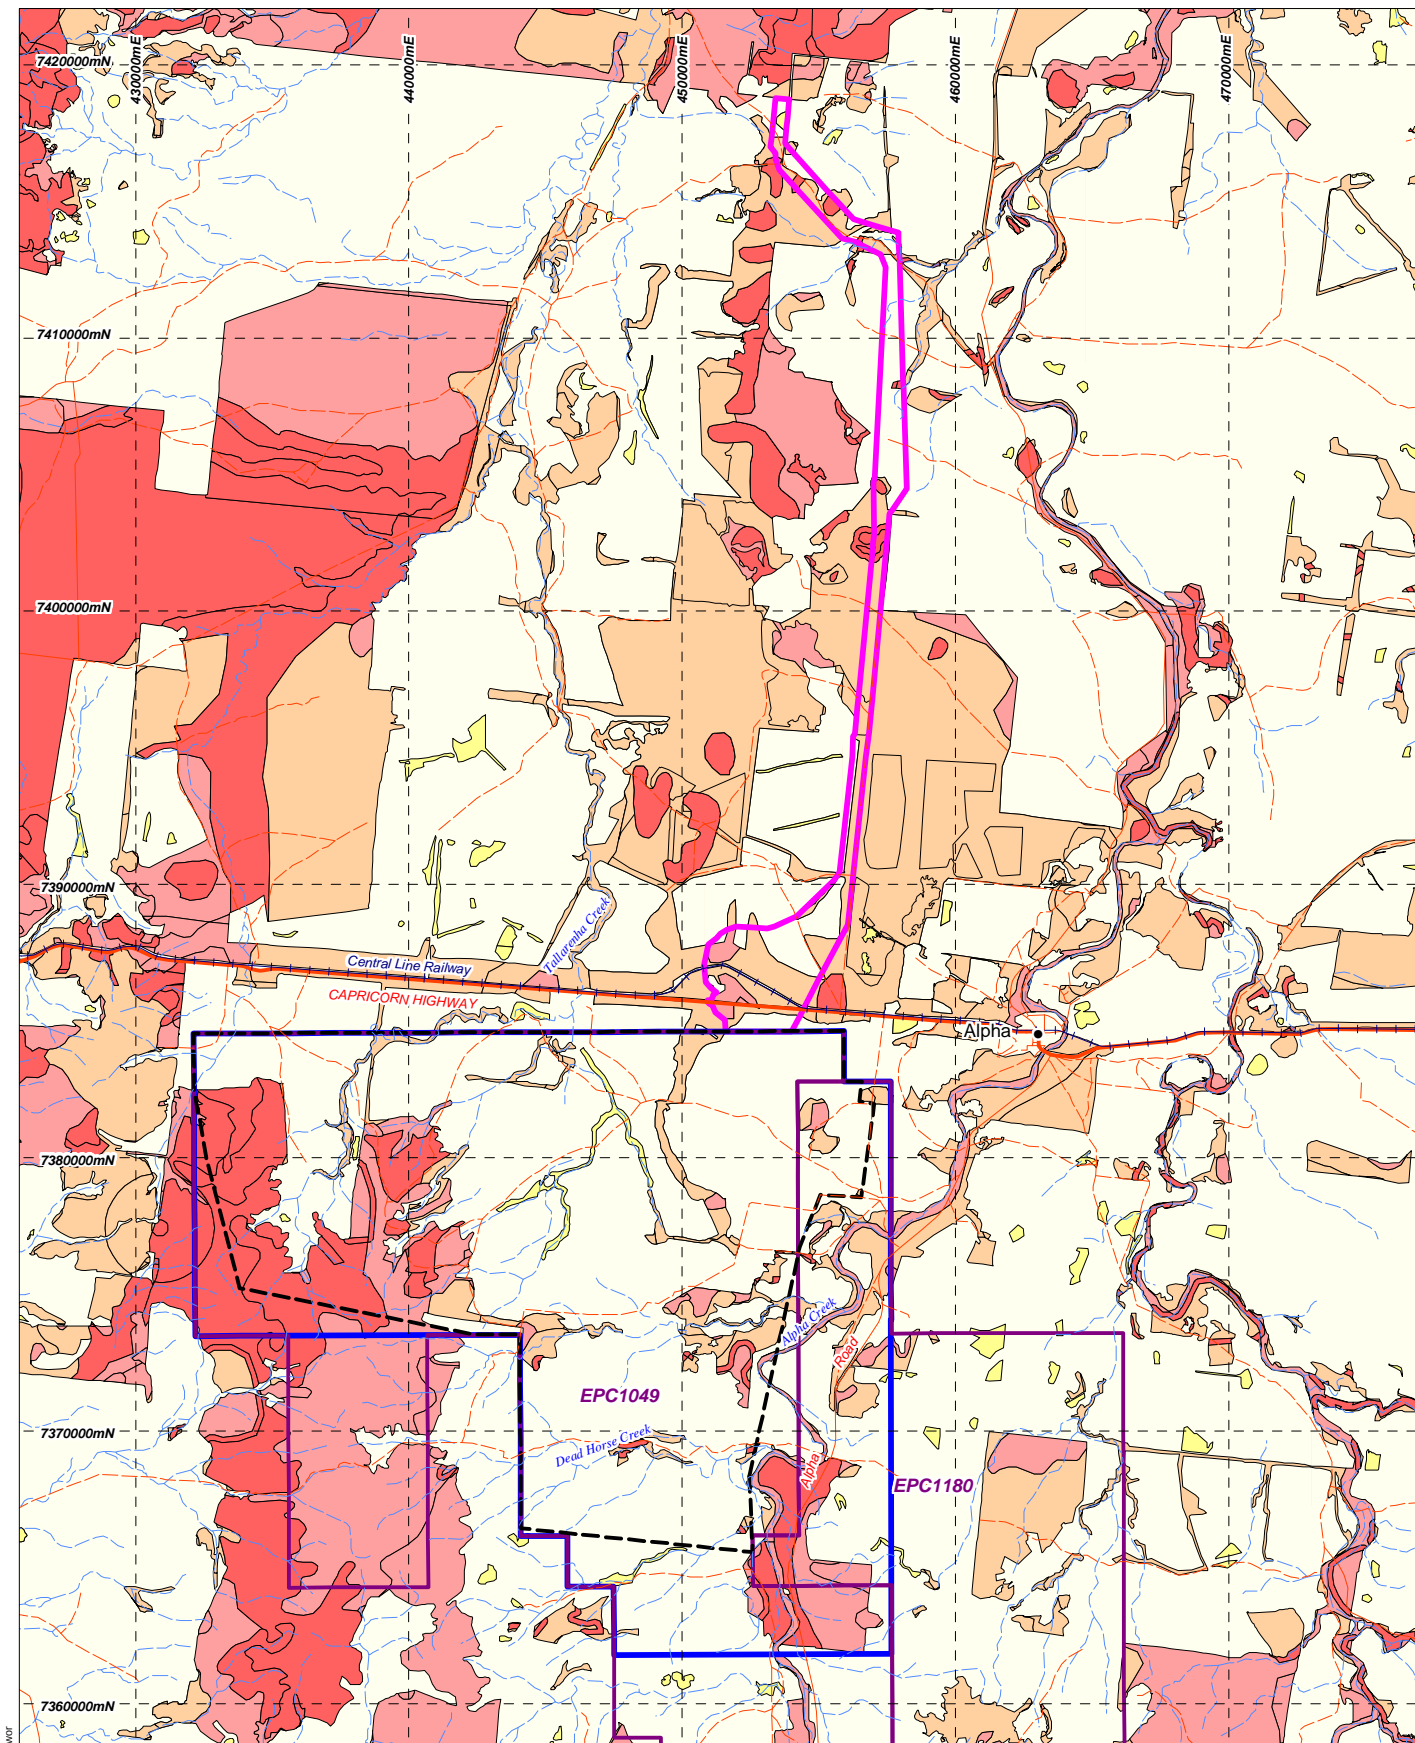 430000mE
440000mE
450000mE
460000mE
470000mE
7420000mN
7410000mN
7400000mN
7390000mN
Tallarenha Creek
Central Line Railway
CAPRICORN HIGHWAY
Alpha
7380000mN
Alpha Creek
Road
EPC1049
7370000mN
Dead Horse Creek
Alpha
EPC1180
7360000mN